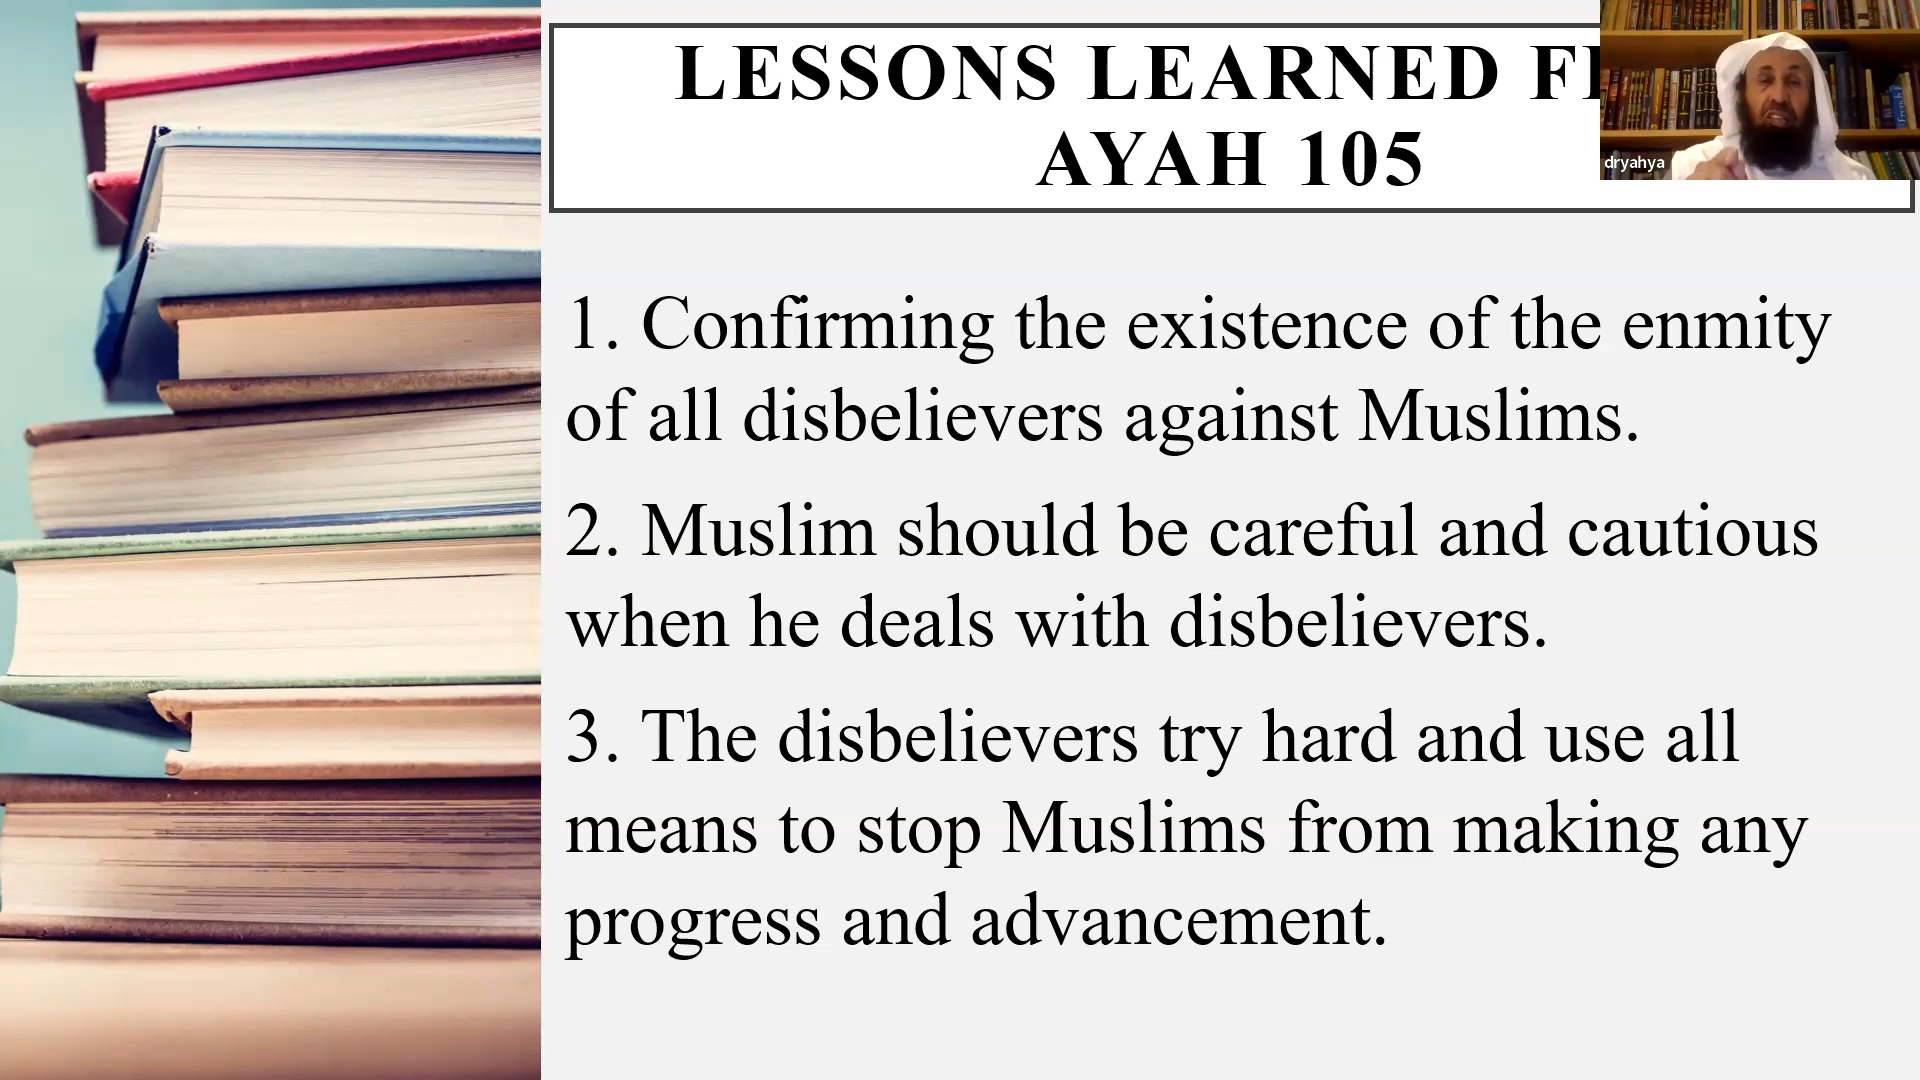 LESSONS LEARNED
AYAH 105
dryahya
1. Confirming the existence of the enmity
of all disbelievers against Muslims.
2. Muslim should be careful and cautious
when he deals with disbelievers.
3. The disbelievers try hard and use all
means to stop Muslims from making any
progress and advancement.